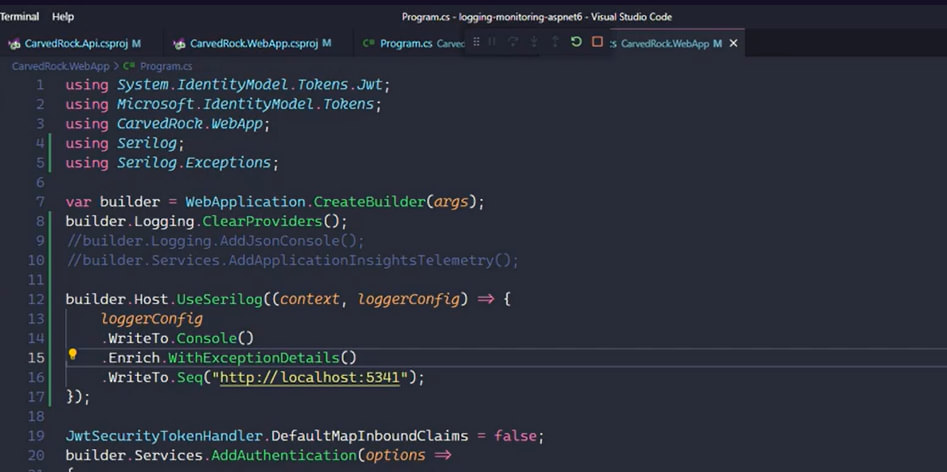 Terminal Help
Program.cs - logging-monitoring-aspnet6 - Visual Studio Code
CarvedRock.Api.csproj M
CarvedRock.WebApp.csproj M
C# Program.cs Carved
CarvedRock.WebApp M
CarvedRock.WebApp > C# Program.cs
1 using System.IdentityModel.Tokens.Jwt;
2 using Microsoft.IdentityModel.Tokens;
3 using CarvedRock.WebApp;
4 using Serilog;
5 using Serilog.Exceptions;
6
7 var builder = WebApplication.CreateBuilder(args);
8 builder.Logging.ClearProviders();
9 //builder.Logging.AddJsonConsole();
10 //builder.Services.AddApplicationInsightsTelemetry();
11
12 builder.Host.UseSerilog((context, loggerConfig) => {
13 loggerConfig
14 .WriteTo.Console()
15 .Enrich.WithExceptionDetails()
16 .WriteTo.Seq("http://localhost:5341");
17 });
18
19 JwtSecurityTokenHandler.DefaultMapInboundClaims = false;
20 builder.Services.AddAuthentication(options =>